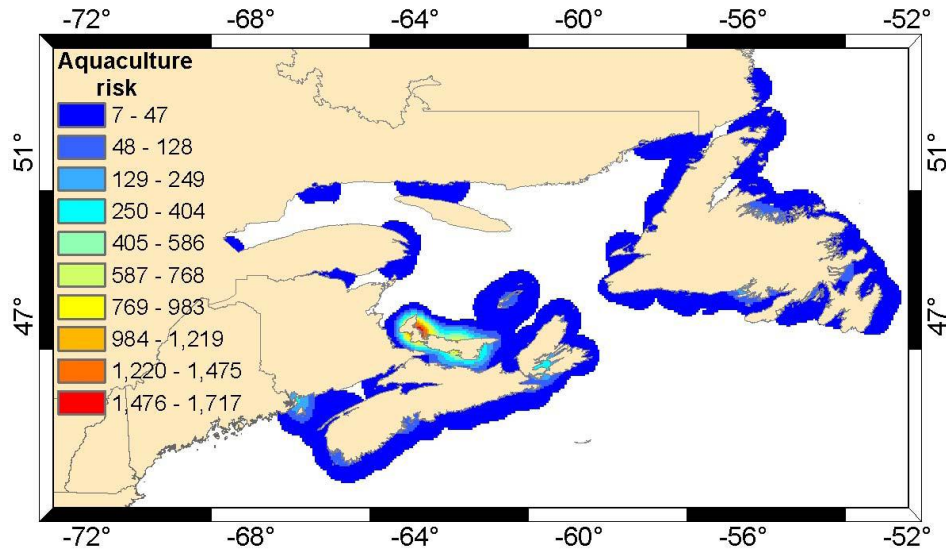 -72° -68° -64° -60° -56° -52°
Aquaculture
risk
7 - 47
48 - 128
129 - 249
250 - 404
405 - 586
587 - 768
769 - 983
984 - 1,219
1,220 - 1,475
1,476 - 1,717
51° 51°
47° 47°
-72° -68° -64° -60° -56° -52°